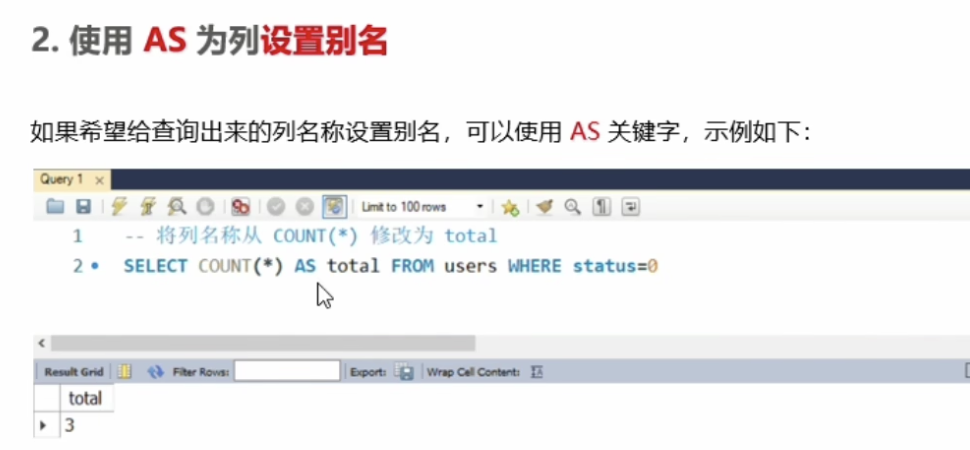 2. 使用 AS 为列设置别名
如果希望给查询出来的列名称设置别名，可以使用 AS 关键字，示例如下：
Query 1 ×
Limit to 100 rows
1 -- 将列名称从 COUNT(*) 修改为 total
2 SELECT COUNT(*) AS total FROM users WHERE status=0
Result Grid Filter Rows: Export: Wrap Cell Content:
total
3